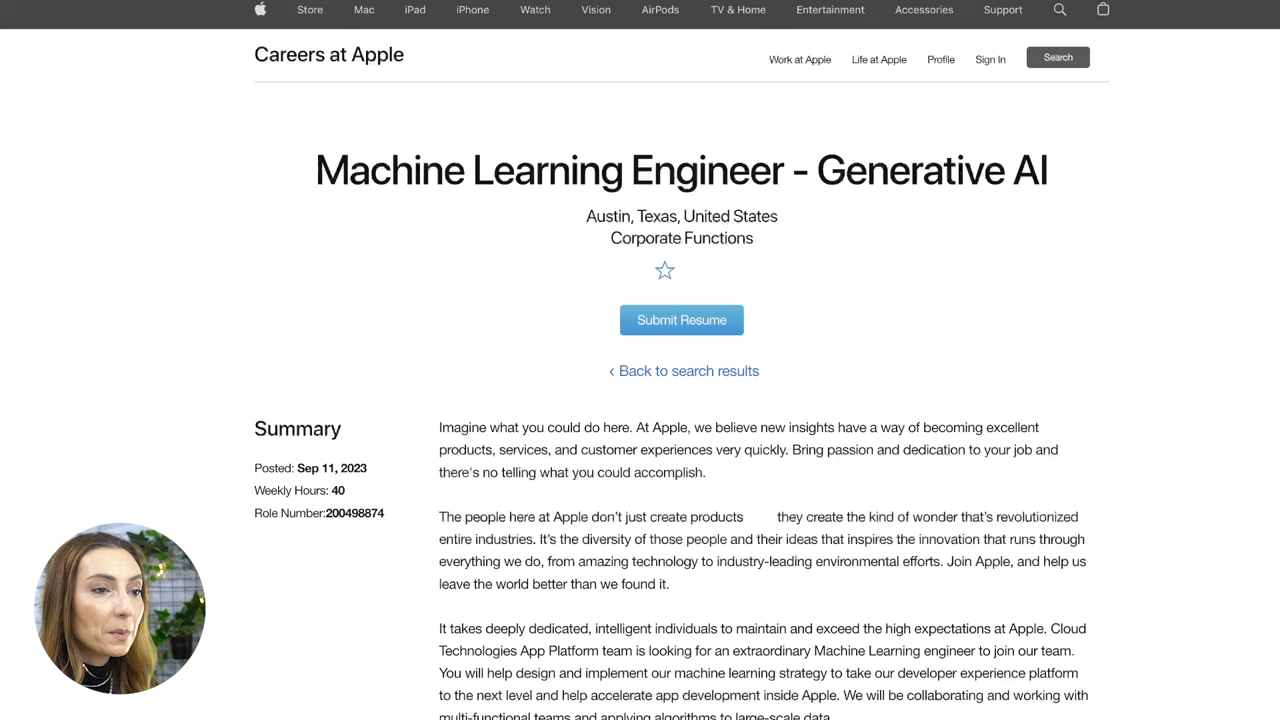 Store Mac iPad iPhone Watch Vision AirPods TV & Home Entertainment Accessories Support
Careers at Apple
Work at Apple Life at Apple Profile Sign In Search
Machine Learning Engineer - Generative AI
Austin, Texas, United States
Corporate Functions
Submit Resume
‹ Back to search results
Summary
Posted: Sep 11, 2023
Weekly Hours: 40
Role Number:200498874
Imagine what you could do here. At Apple, we believe new insights have a way of becoming excellent
products, services, and customer experiences very quickly. Bring passion and dedication to your job and
there's no telling what you could accomplish.
The people here at Apple don't just create products they create the kind of wonder that's revolutionized
entire industries. It's the diversity of those people and their ideas that inspires the innovation that runs through
everything we do, from amazing technology to industry-leading environmental efforts. Join Apple, and help us
leave the world better than we found it.
It takes deeply dedicated, intelligent individuals to maintain and exceed the high expectations at Apple. Cloud
Technologies App Platform team is looking for an extraordinary Machine Learning engineer to join our team.
You will help design and implement our machine learning strategy to take our developer experience platform
to the next level and help accelerate app development inside Apple. We will be collaborating and working with
multi-functional teams and applying algorithms to large-scale data.